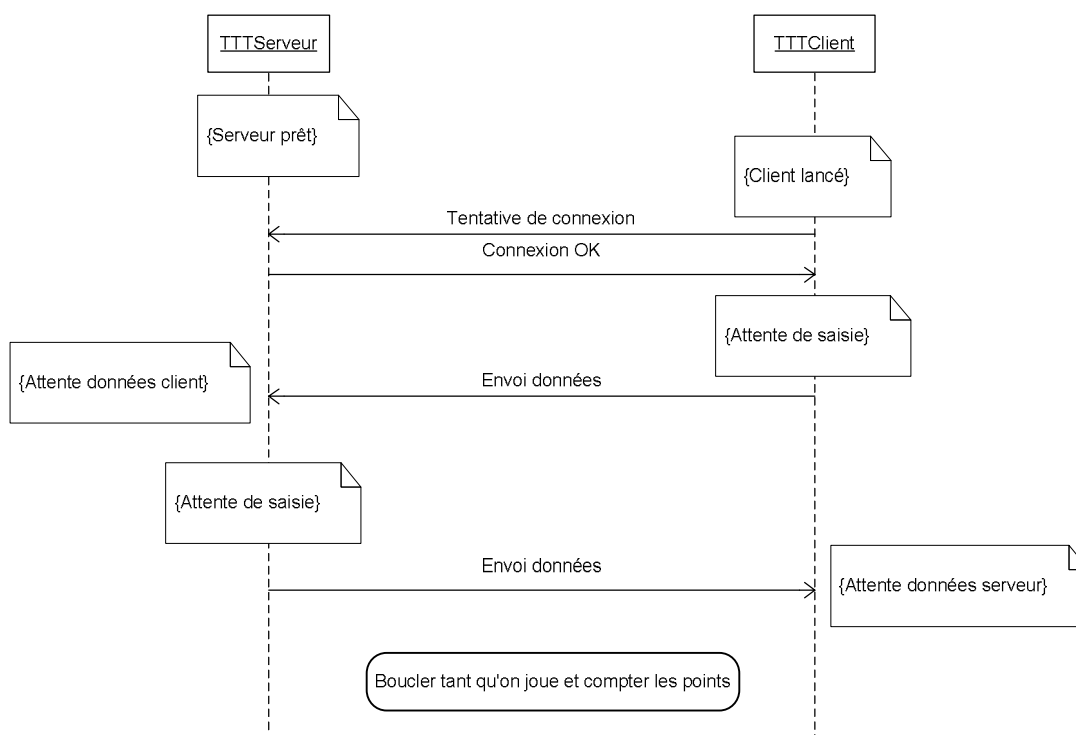 TTTServeur
TTTClient
{Serveur prêt}
{Client lancé}
Tentative de connexion
Connexion OK
{Attente de saisie}
{Attente données client}
Envoi données
{Attente de saisie}
Envoi données
{Attente données serveur}
Boucler tant qu'on joue et compter les points